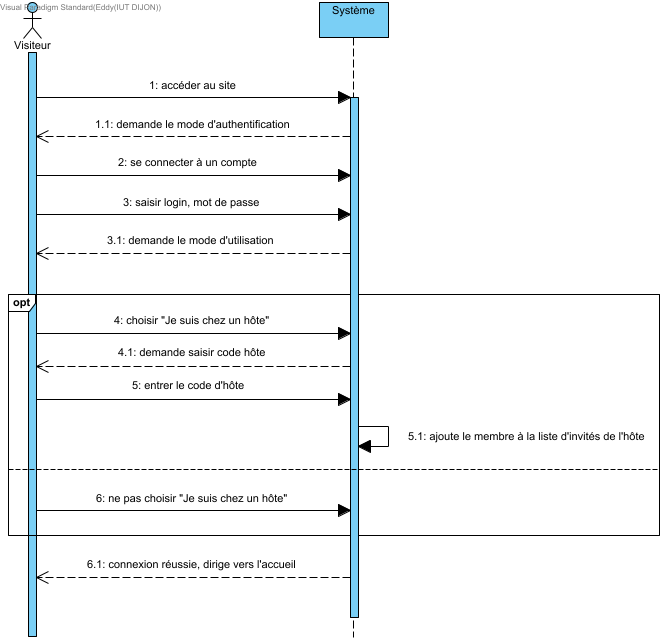 Visual Paradigm Standard(Eddy(IUT DIJON))
Système
Visiteur
1: accéder au site
1.1: demande le mode d'authentification
2: se connecter à un compte
3: saisir login, mot de passe
3.1: demande le mode d'utilisation
opt
4: choisir "Je suis chez un hôte"
4.1: demande saisir code hôte
5: entrer le code d'hôte
5.1: ajoute le membre à la liste d'invités de l'hôte
6: ne pas choisir "Je suis chez un hôte"
6.1: connexion réussie, dirige vers l'accueil